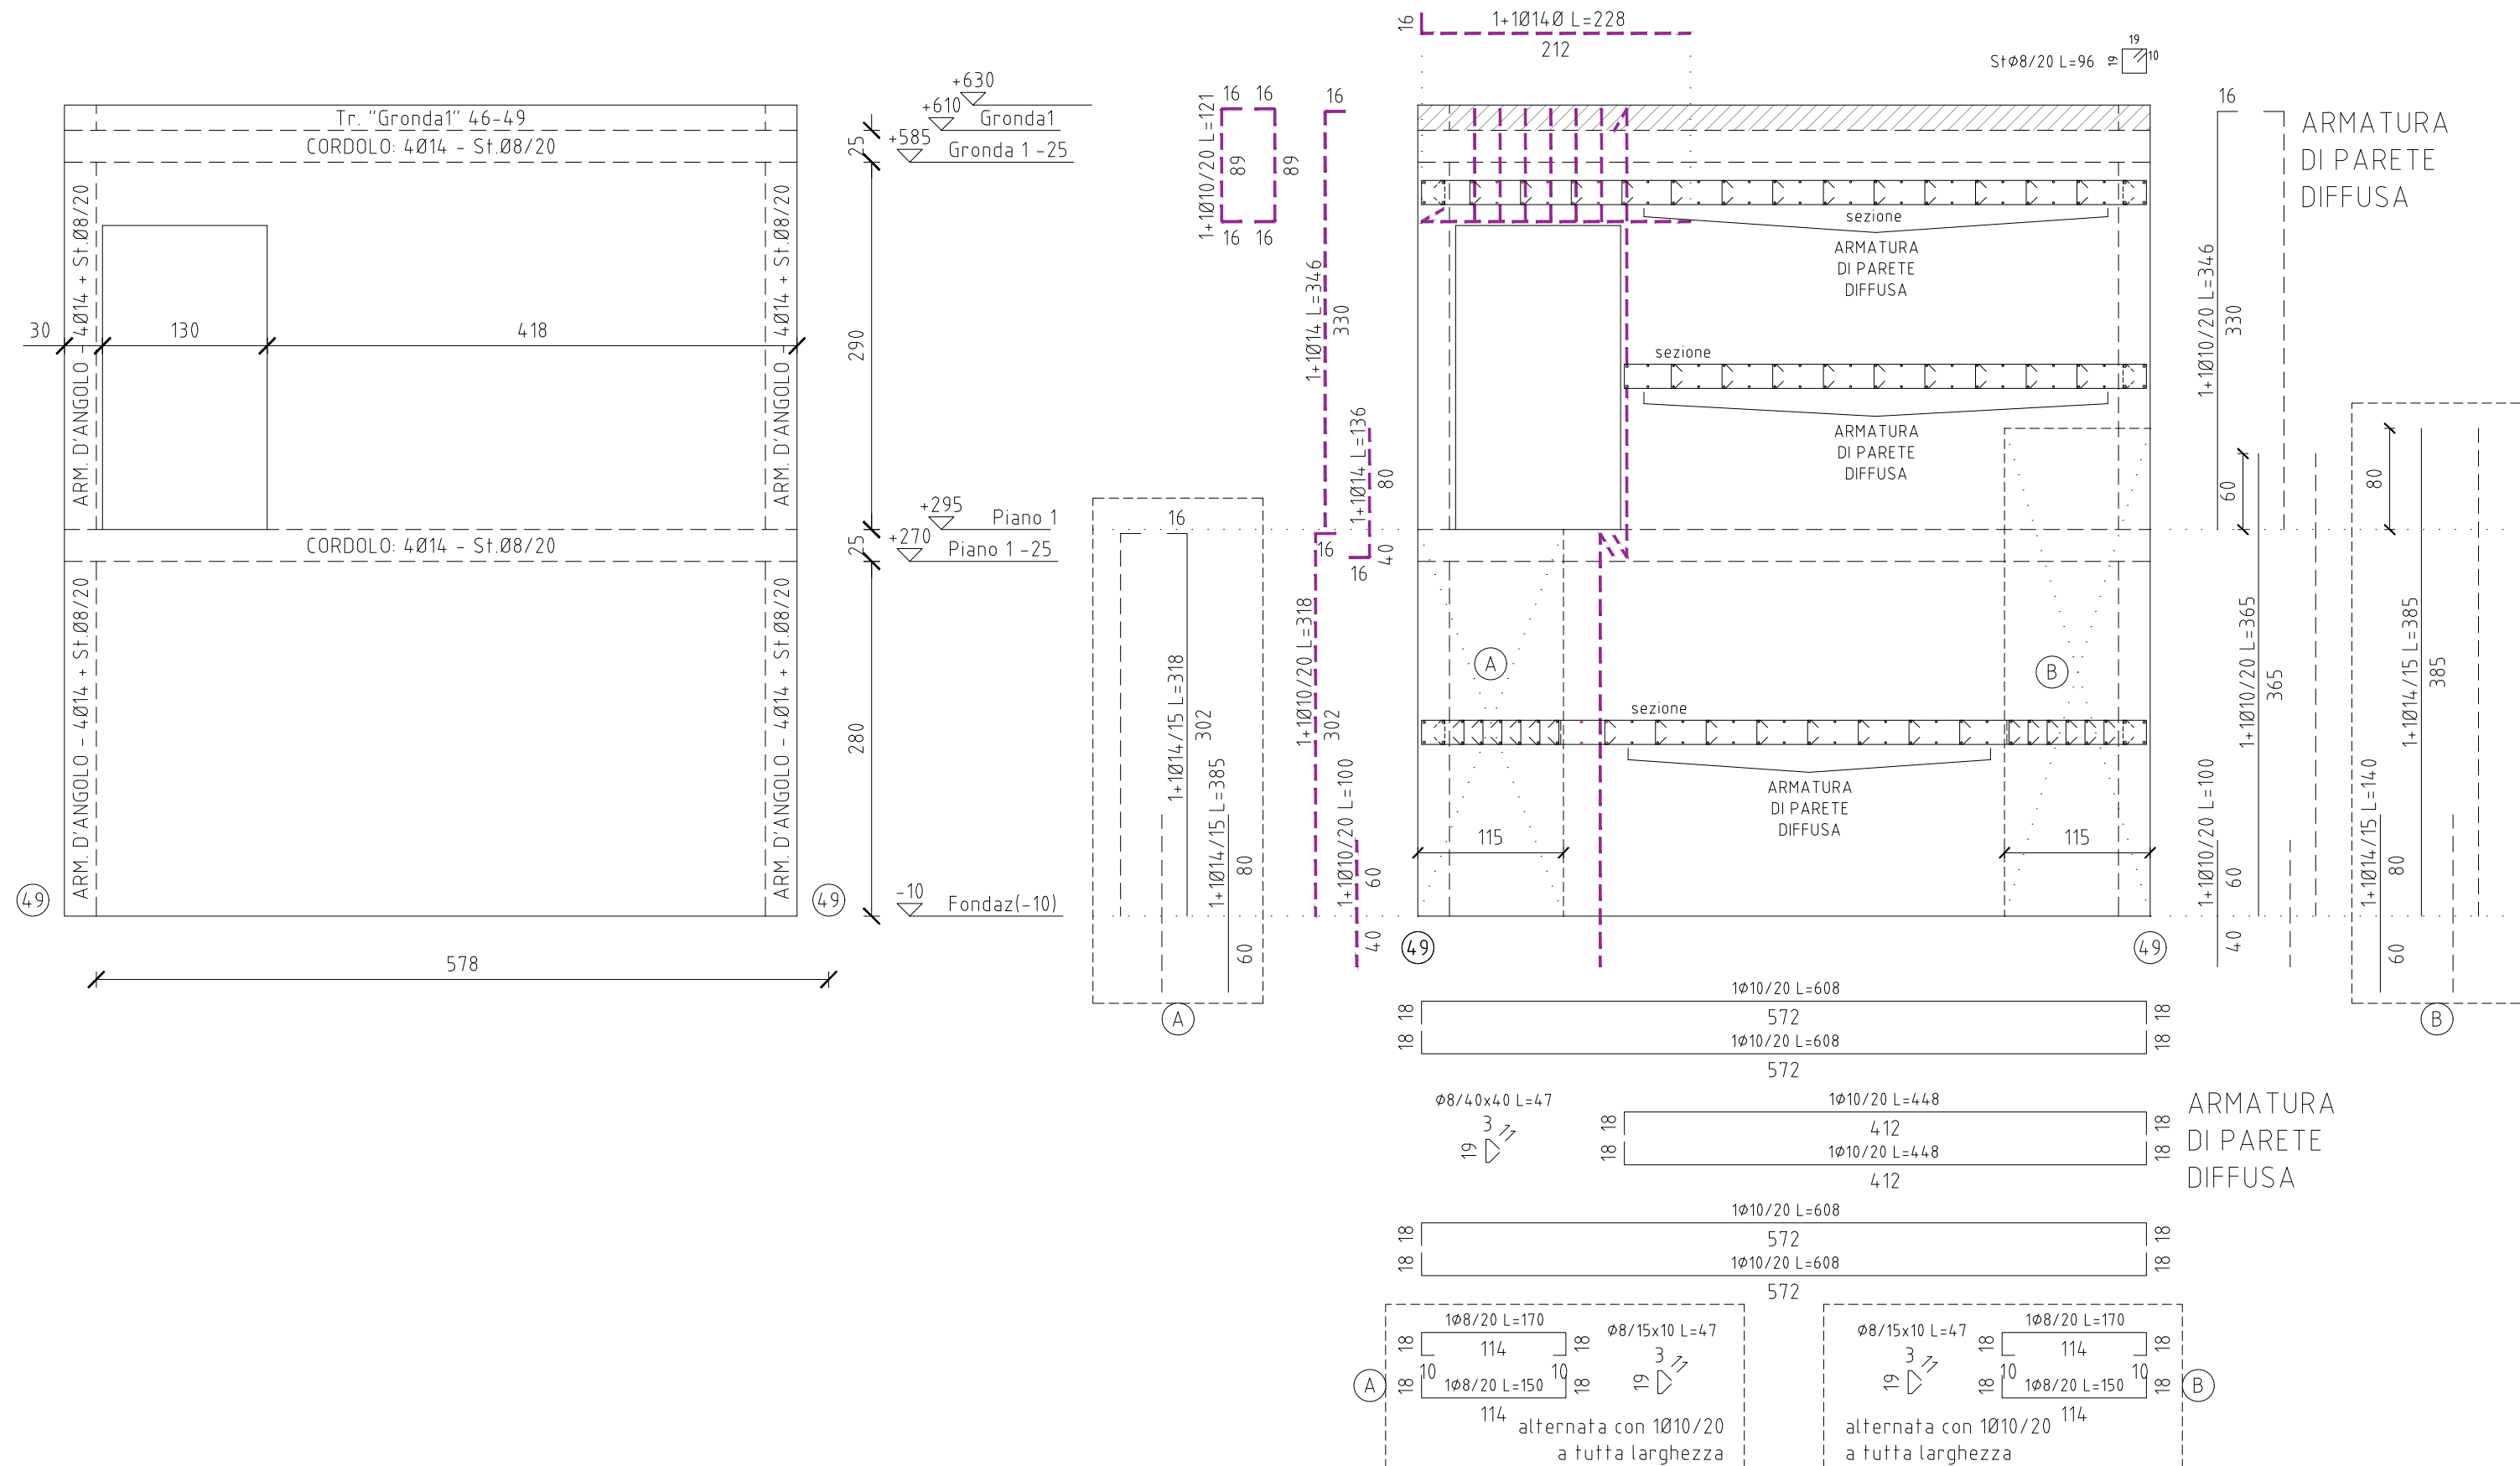 Tr. "Gronda1" 46-49
CORDOLO: 4Ø14 - St.Ø8/20
ARM. D'ANGOLO - 4Ø14 + St.Ø8/20
ARM. D'ANGOLO - 4Ø14 + St.Ø8/20
30
130
418
CORDOLO: 4Ø14 - St.Ø8/20
ARM. D'ANGOLO - 4Ø14 + St.Ø8/20
ARM. D'ANGOLO - 4Ø14 + St.Ø8/20
49
49
578
+630
+610
Gronda1
+585
Gronda 1 -25
25
290
+295
Piano 1
+270
Piano 1 -25
25
280
-10
Fondaz(-10)
16
1+1Ø14/15 L=318
302
1+1Ø14/15 L=385
80
60
A
16 16
1+1Ø10/20 L=121
89
89
16 16
16
1+1Ø14 L=346
330
1+1Ø14 L=136
80
40
16
16
1+1Ø10/20 L=318
302
1+1Ø10/20 L=100
60
40
16
1+1Ø14Ø L=228
212
StØ8/20 L=96
19
19
10
sezione
ARMATURA
DI PARETE
DIFFUSA
sezione
ARMATURA
DI PARETE
DIFFUSA
A
B
sezione
ARMATURA
DI PARETE
DIFFUSA
115
115
49
49
16
ARMATURA
DI PARETE
DIFFUSA
1+1Ø10/20 L=346
330
60
1+1Ø10/20 L=365
365
1+1Ø10/20 L=100
60
40
80
1+1Ø14/15 L=385
385
1+1Ø14/15 L=140
80
60
B
1Ø10/20 L=608
18
572
18
1Ø10/20 L=608
18
572
18
Ø8/40x40 L=47
3
11
19
1Ø10/20 L=448
18
412
18
1Ø10/20 L=448
18
412
18
ARMATURA
DI PARETE
DIFFUSA
1Ø10/20 L=608
18
572
18
1Ø10/20 L=608
18
572
18
A
1Ø8/20 L=170
18
114
18
10
10
18
1Ø8/20 L=150
18
114
Ø8/15x10 L=47
3
11
19
alternata con 1Ø10/20
a tutta larghezza
Ø8/15x10 L=47
3
11
19
1Ø8/20 L=170
18
114
18
10
10
18
1Ø8/20 L=150
18
114
B
alternata con 1Ø10/20
a tutta larghezza